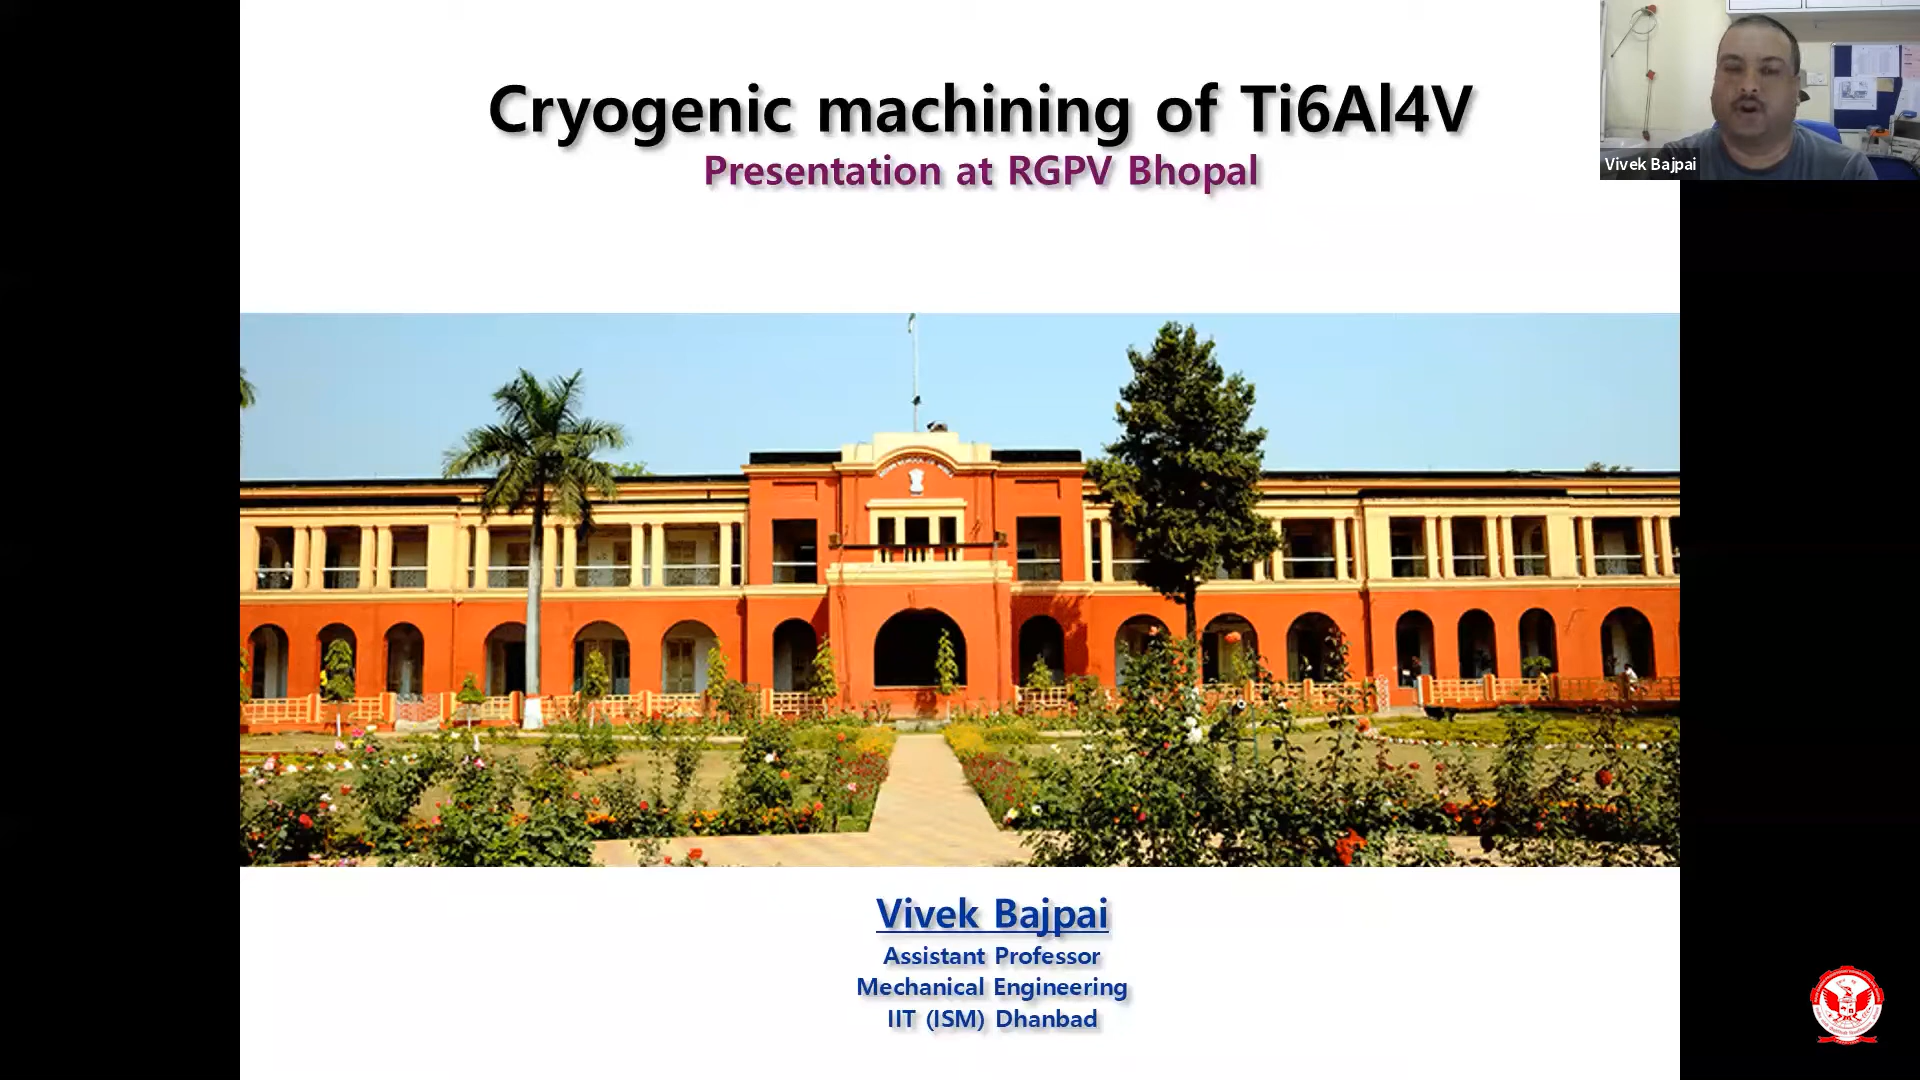 Cryogenic machining of Ti6Al4V
Presentation at RGPV Bhopal
Vivek Bajpai
Vivek Bajpai
Assistant Professor
Mechanical Engineering
IIT (ISM) Dhanbad